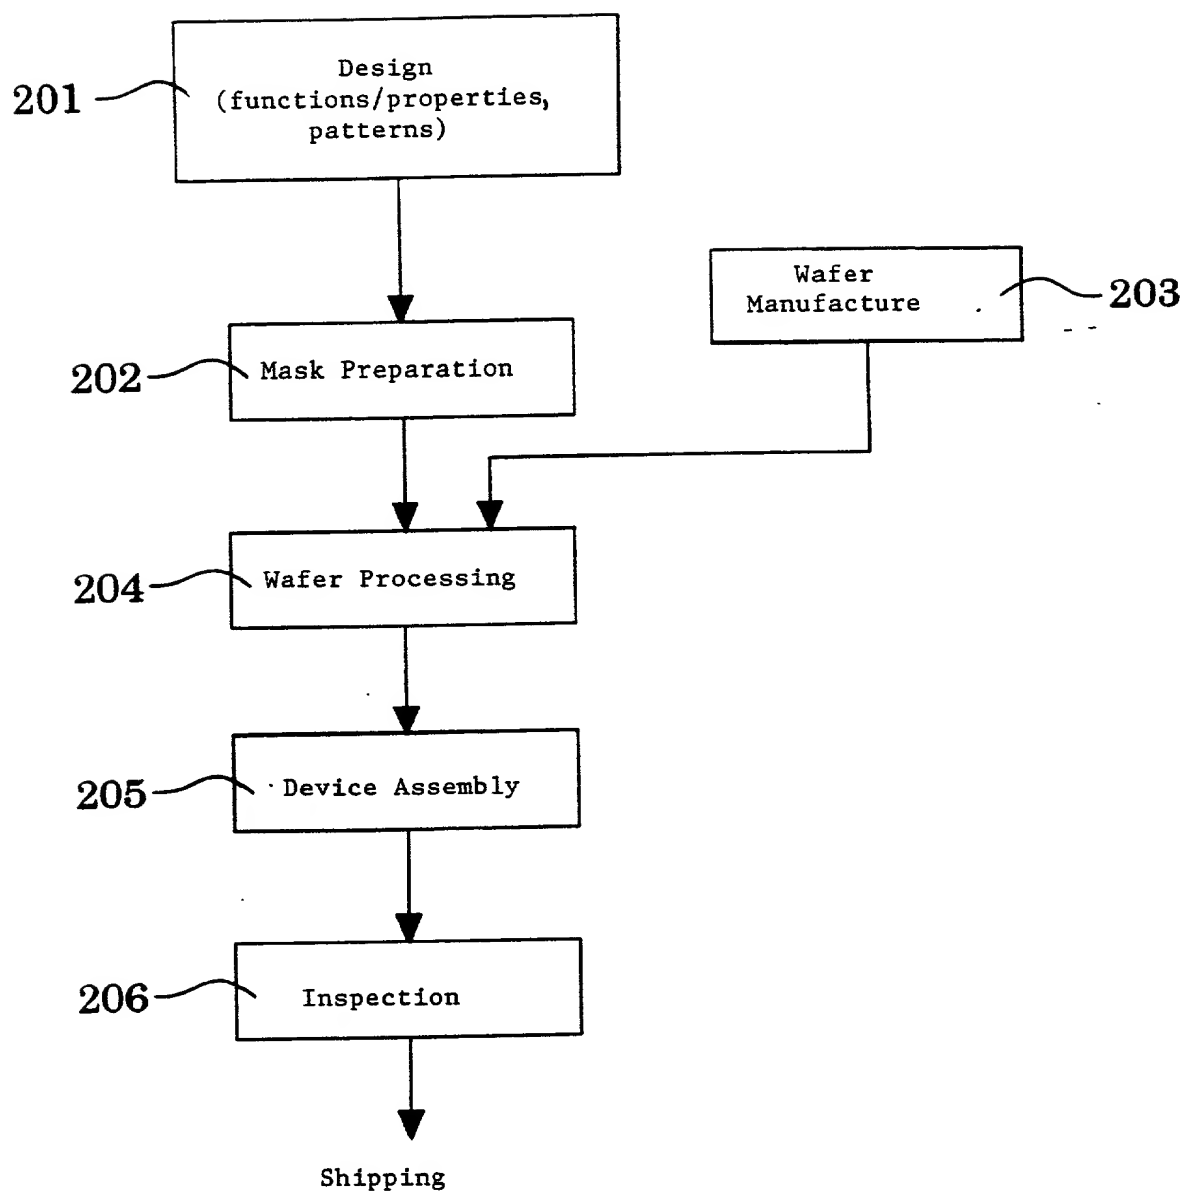 Design
201
(functions/properties,
patterns)
Wafer
Manufacture
203
202
Mask Preparation
204
Wafer Processing
205
Device Assembly
206
Inspection
Shipping